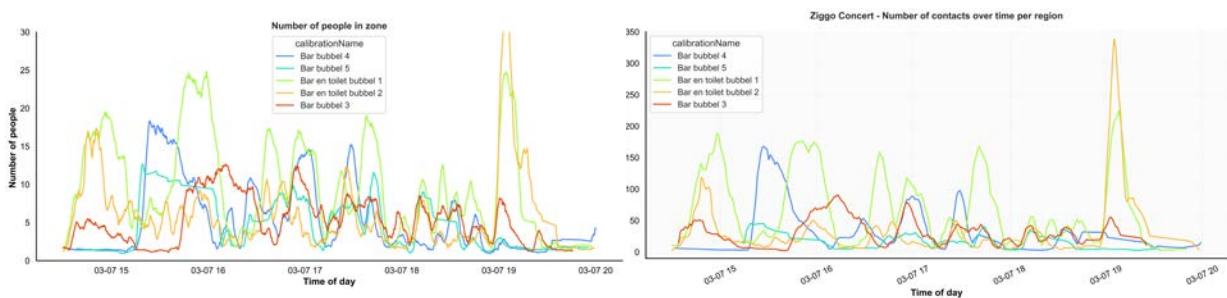 Number of people in zone
30
25
20
15
10
5
0
Number of people
calibrationName
Bar bubbel 4
Bar bubbel 5
Bar en toilet bubbel 1
Bar en toilet bubbel 2
Bar bubbel 3
03-07 15
03-07 16
03-07 17
03-07 18
03-07 19
03-07 20
Time of day
Ziggo Concert - Number of contacts over time per region
350
300
250
200
150
100
50
0
calibrationName
Bar bubbel 4
Bar bubbel 5
Bar en toilet bubbel 1
Bar en toilet bubbel 2
Bar bubbel 3
03-07 15
03-07 16
03-07 17
03-07 18
03-07 19
03-07 20
Time of day